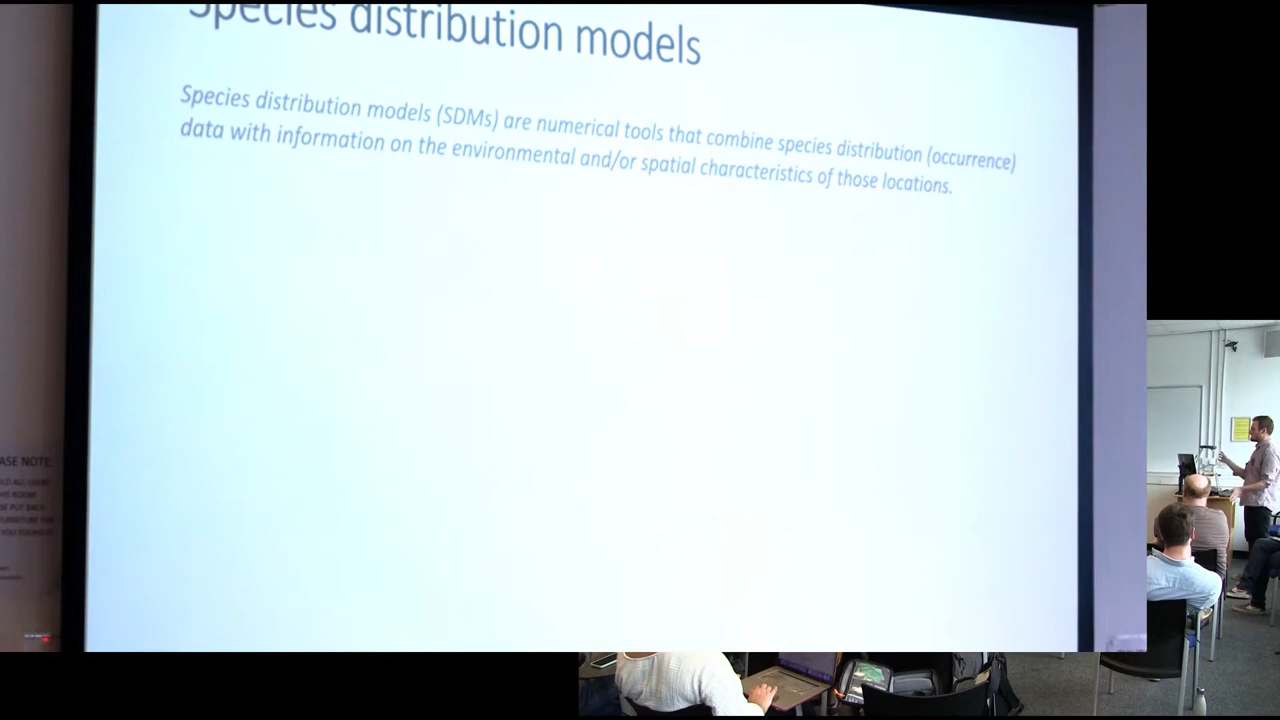 Species distribution models
Species distribution models (SDMs) are numerical tools that combine species distribution (occurrence)
data with information on the environmental and/or spatial characteristics of those locations.
ASE NOTE: